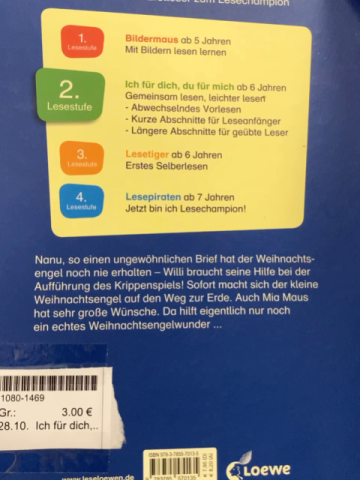 zum Lesechampion
1.
Lesestufe
Bildermaus ab 5 Jahren
Mit Bildern lesen lernen
2.
Lesestufe
Ich für dich, du für mich ab 6 Jahren
Gemeinsam lesen, leichter lesen
- Abwechselndes Vorlesen
- Kurze Abschnitte für Leseanfänger
- Längere Abschnitte für geübte Leser
3.
Lesestufe
Lesetiger ab 6 Jahren
Erstes Selberlesen
4.
Lesestufe
Lesepiraten ab 7 Jahren
Jetzt bin ich Lesechampion!
Nanu, so einen ungewöhnlichen Brief hat der Weihnachts-
engel noch nie erhalten – Willi braucht seine Hilfe bei der
Aufführung des Krippenspiels! Sofort macht sich der kleine
Weihnachtsengel auf den Weg zur Erde. Auch Mia Maus
hat sehr große Wünsche. Da hilft eigentlich nur noch
ein echtes Weihnachtsengelwunder ...
1080-1469
Gr.: 3.00 €
28.10. Ich für dich,..
www.leseloewen.de
Loewe